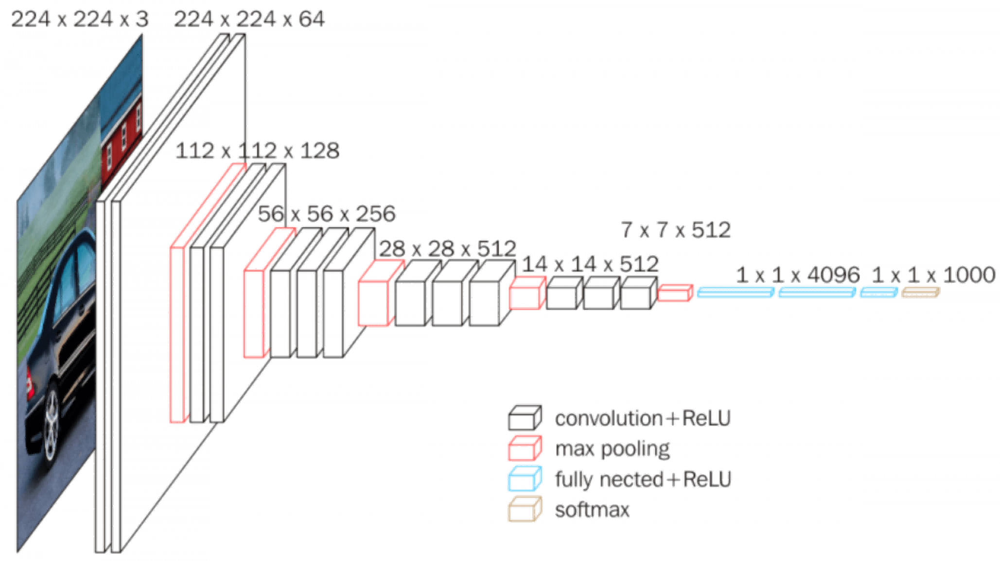 224 x 224 x 3
224 x 224 x 64
112 x 112 x 128
56 x 56 x 256
28 x 28 x 512
14 x 14 x 512
7 x 7 x 512
1 x 1 x 4096
1 x 1 x 1000
convolution+ReLU
max pooling
fully nected+ReLU
softmax